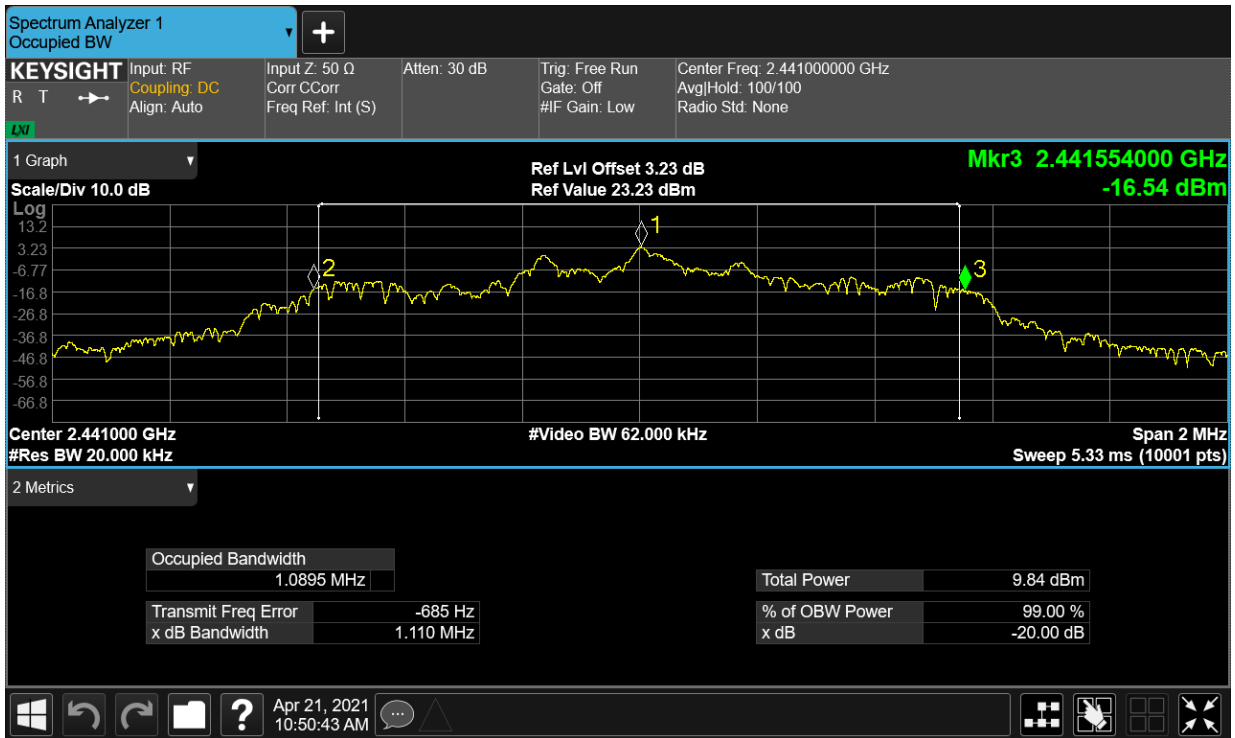 Spectrum Analyzer 1
Occupied BW
KEYSIGHT
R T
LXI
Input: RF
Coupling: DC
Align: Auto
Input Z: 50 Ω
Corr CCorr
Freq Ref: Int (S)
Atten: 30 dB
Trig: Free Run
Gate: Off
#IF Gain: Low
Center Freq: 2.441000000 GHz
Avg|Hold: 100/100
Radio Std: None
1 Graph
Scale/Div 10.0 dB
Ref Lvl Offset 3.23 dB
Ref Value 23.23 dBm
Mkr3 2.441554000 GHz
-16.54 dBm
Log
13.2
3.23
-6.77
-16.8
-26.8
-36.8
-46.8
-56.8
-66.8
1
2
3
Center 2.441000 GHz
#Res BW 20.000 kHz
#Video BW 62.000 kHz
Span 2 MHz
Sweep 5.33 ms (10001 pts)
2 Metrics
Occupied Bandwidth
1.0895 MHz
Transmit Freq Error -685 Hz
x dB Bandwidth 1.110 MHz
Total Power 9.84 dBm
% of OBW Power 99.00 %
x dB -20.00 dB
?
Apr 21, 2021
10:50:43 AM